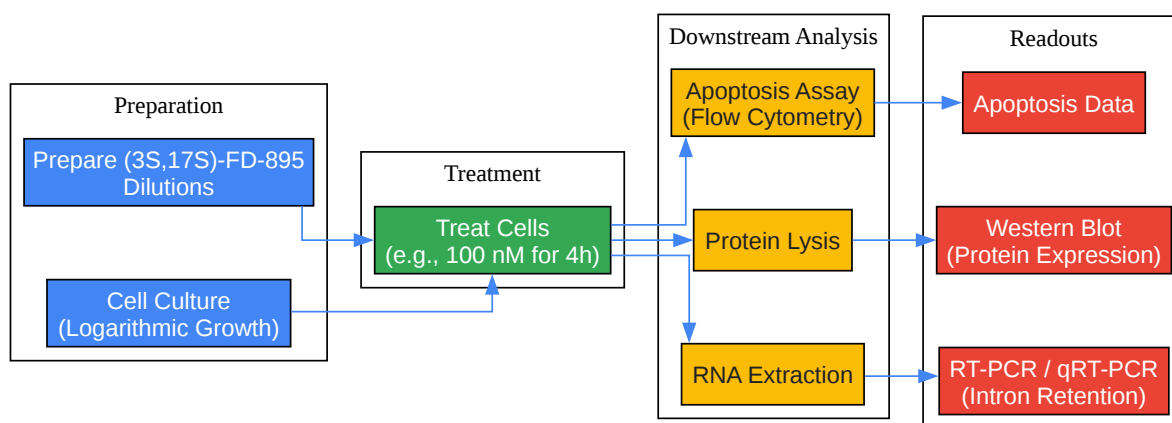 Preparation
Prepare (3S,17S)-FD-895
Dilutions
Cell Culture
(Logarithmic Growth)
Treatment
Treat Cells
(e.g., 100 nM for 4h)
Downstream Analysis
Apoptosis Assay
(Flow Cytometry)
Protein Lysis
RNA Extraction
Readouts
Apoptosis Data
Western Blot
(Protein Expression)
RT-PCR / qRT-PCR
(Intron Retention)